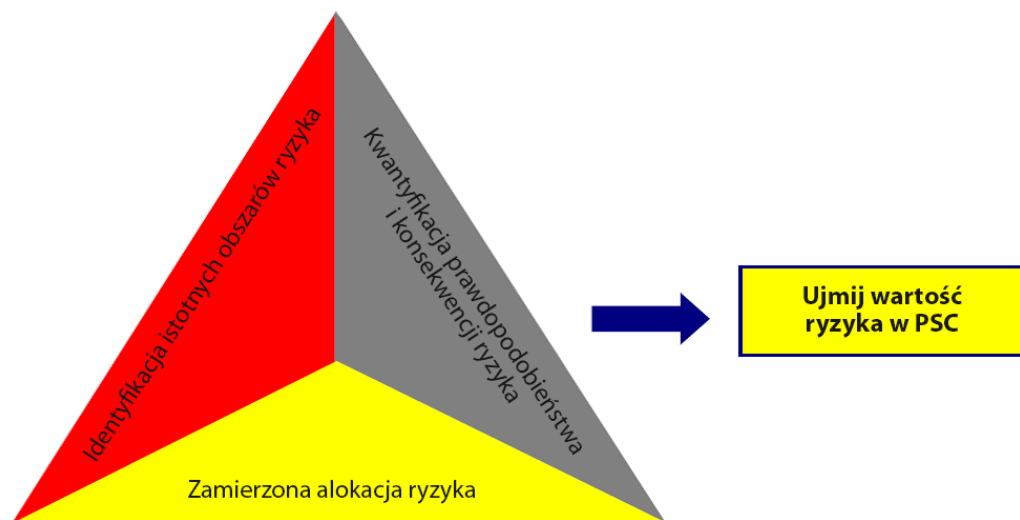 Identyfikacja istotnych obszarów ryzyka
Kwantyfikacja prawdopodobieństwa
i konsekwencji ryzyka
Zamierzona alokacja ryzyka
Ujmij wartość
ryzyka w PSC